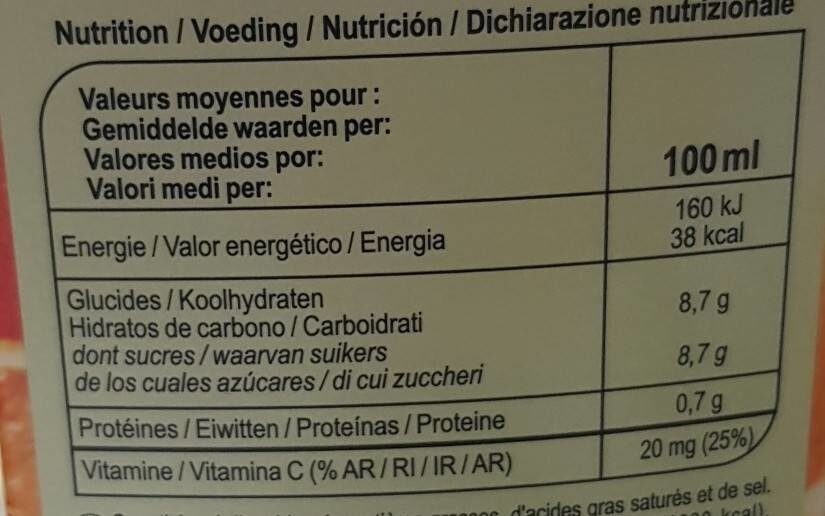 Nutrition / Voeding / Nutrición / Dichiarazione nutrizionale
Valeurs moyennes pour :
Gemiddelde waarden per:
Valores medios por:
Valori medi per:
100 ml
Energie / Valor energético / Energia
160 kJ
38 kcal
Glucides / Koolhydraten
Hidratos de carbono / Carboidrati
8,7 g
dont sucres / waarvan suikers
de los cuales azúcares / di cui zuccheri
8,7 g
Protéines / Eiwitten / Proteínas / Proteine
0,7 g
Vitamine / Vitamina C (% AR / RI / IR / AR)
20 mg (25%)
d'acides gras saturés et de sel.
kcal).